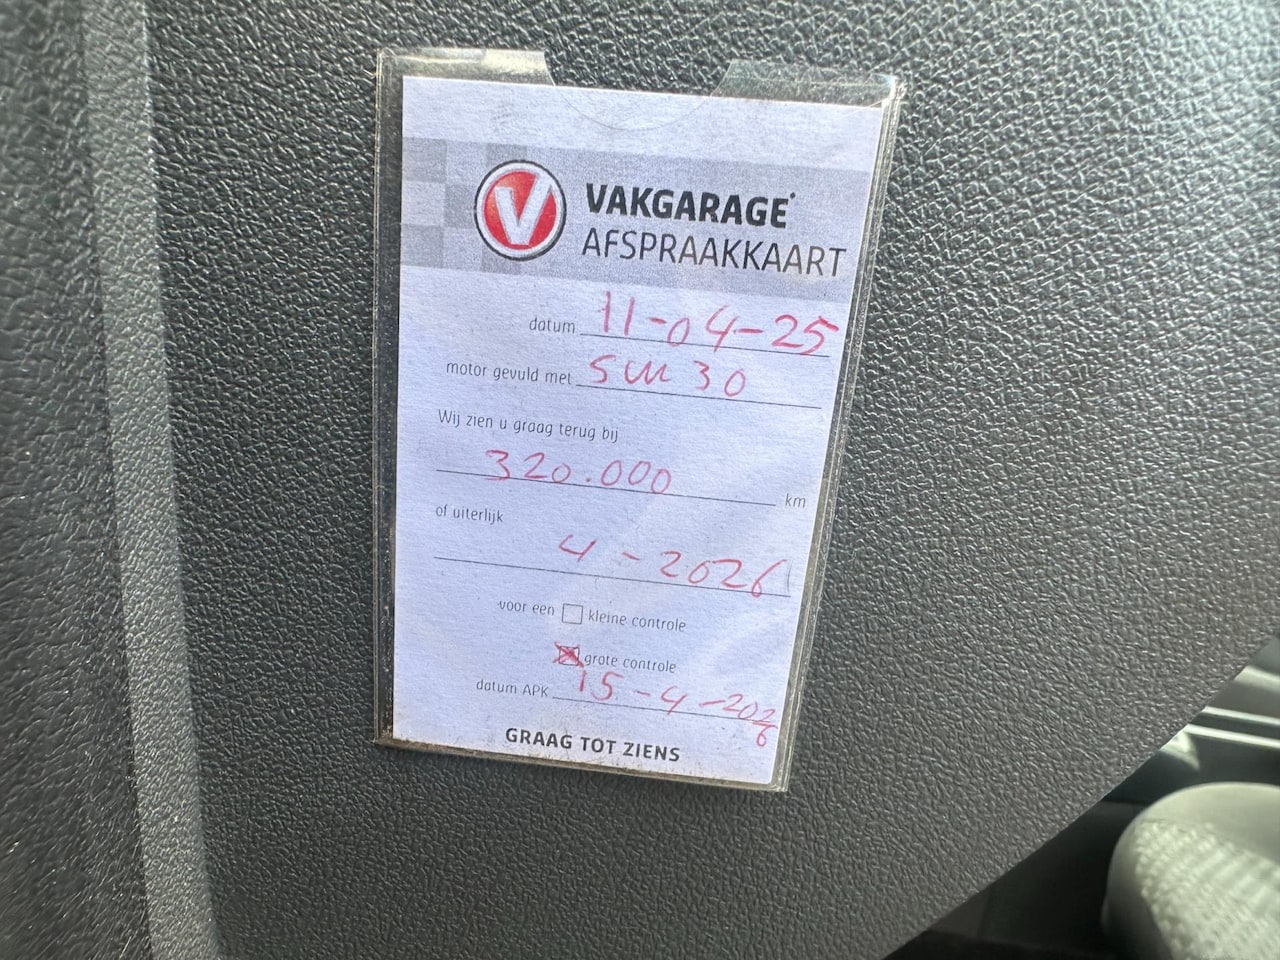 V VAKGARAGE®
AFSPRAAKKAART
datum 11-04-25
motor gevuld met 5W30
Wij zien u graag terug bij
320.000 km
of uiterlijk
4-2026
voor een kleine controle
grote controle
datum APK 15-4-2026
GRAAG TOT ZIENS